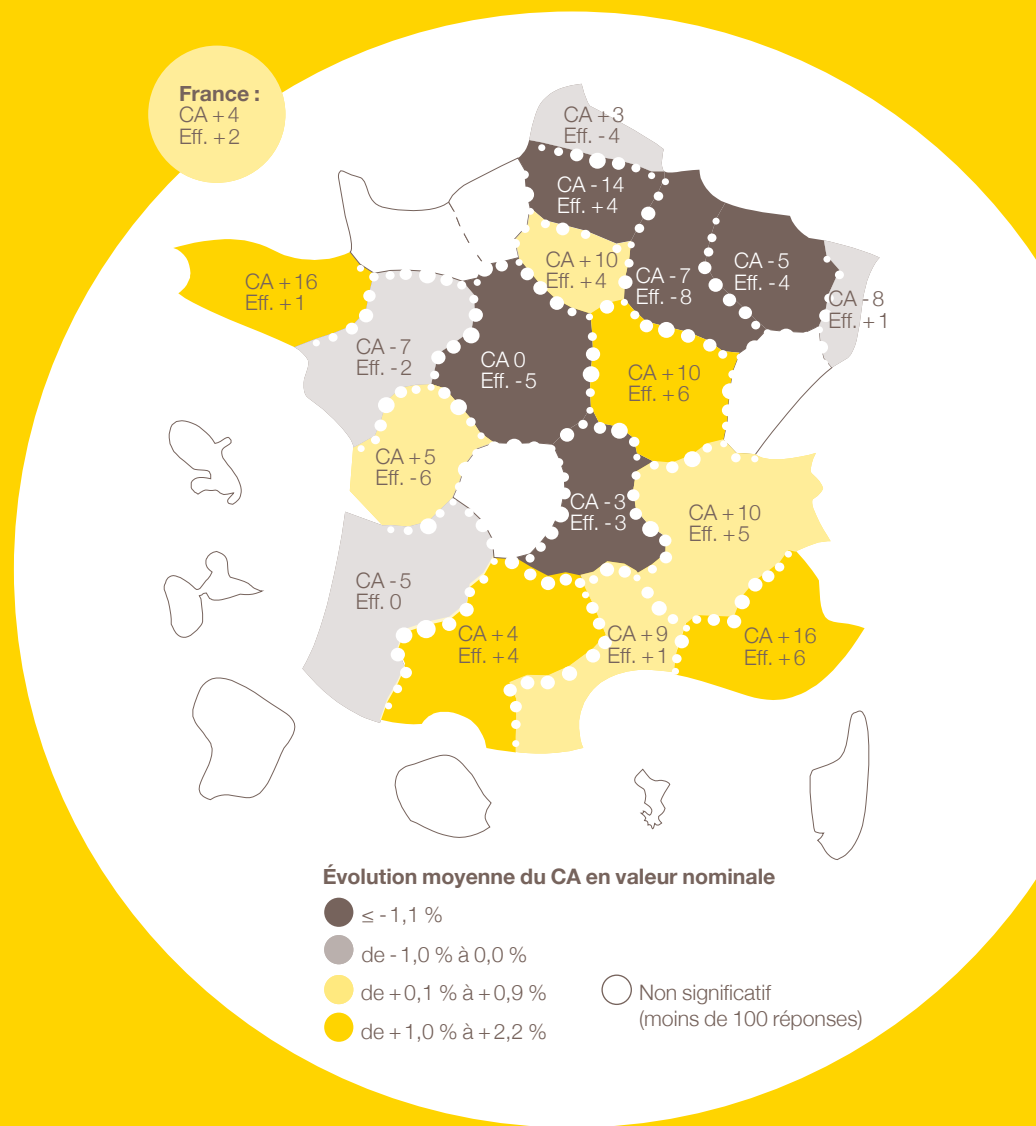 France :
CA + 4
Eff. + 2
CA + 3
Eff. - 4
CA - 14
Eff. + 4
CA + 10
Eff. + 4
CA - 7
Eff. - 8
CA - 5
Eff. - 4
CA - 8
Eff. + 1
CA + 16
Eff. + 1
CA - 7
Eff. - 2
CA 0
Eff. - 5
CA + 10
Eff. + 6
CA + 5
Eff. - 6
CA - 3
Eff. - 3
CA + 10
Eff. + 5
CA - 5
Eff. 0
CA + 4
Eff. + 4
CA + 9
Eff. + 1
CA + 16
Eff. + 6
Évolution moyenne du CA en valeur nominale
≤ - 1,1 %
de - 1,0 % à 0,0 %
de + 0,1 % à + 0,9 %
de + 1,0 % à + 2,2 %
Non significatif
(moins de 100 réponses)